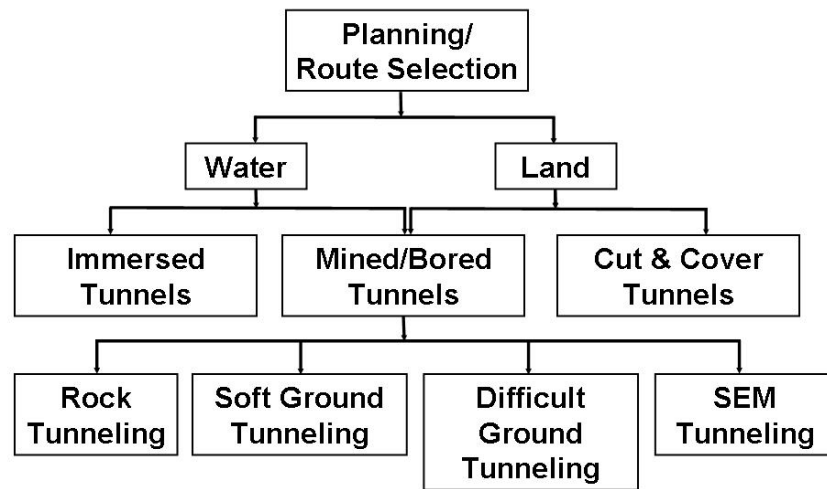 Planning/
Route Selection
Water
Land
Immersed
Tunnels
Mined/Bored
Tunnels
Cut & Cover
Tunnels
Rock
Tunneling
Soft Ground
Tunneling
Difficult
Ground
Tunneling
SEM
Tunneling